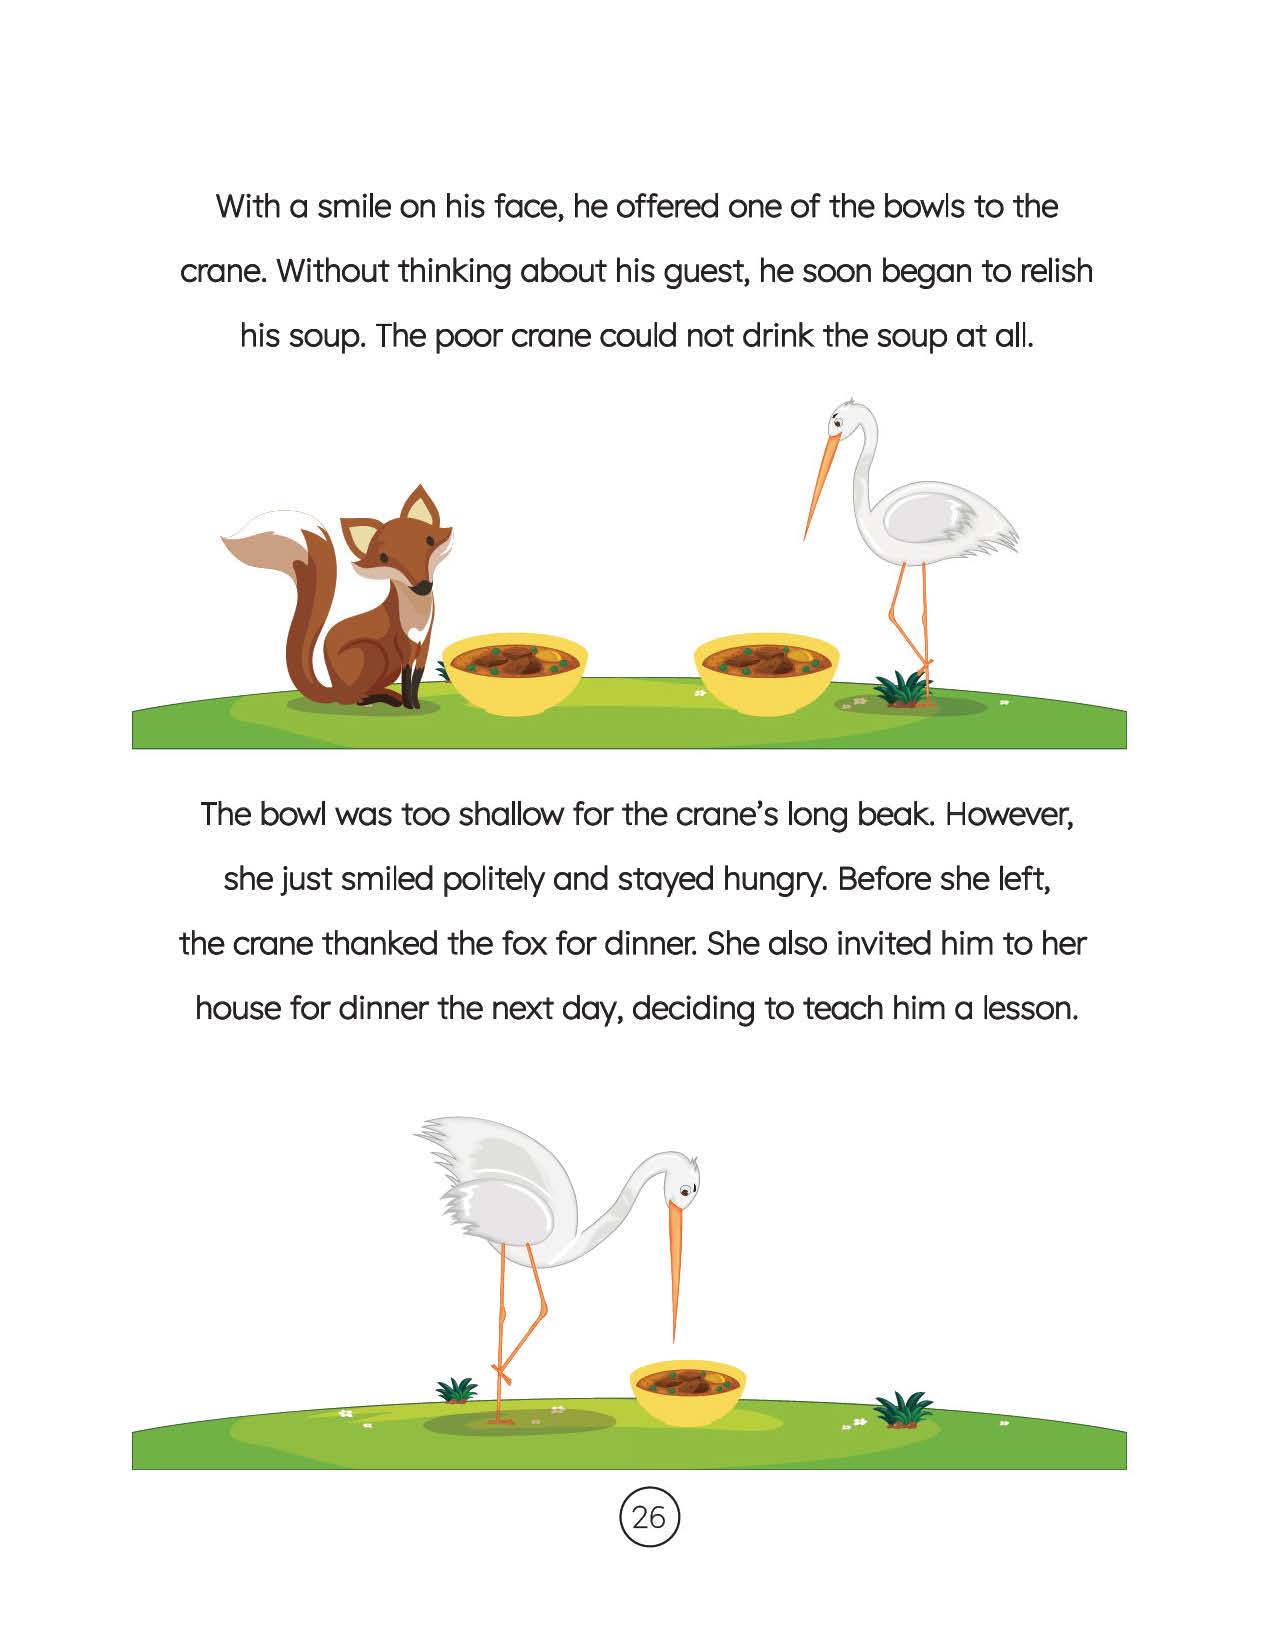 With a smile on his face, he offered one of the bowls to the
crane. Without thinking about his guest, he soon began to relish
his soup. The poor crane could not drink the soup at all.
The bowl was too shallow for the crane’s long beak. However,
she just smiled politely and stayed hungry. Before she left,
the crane thanked the fox for dinner. She also invited him to her
house for dinner the next day, deciding to teach him a lesson.
26